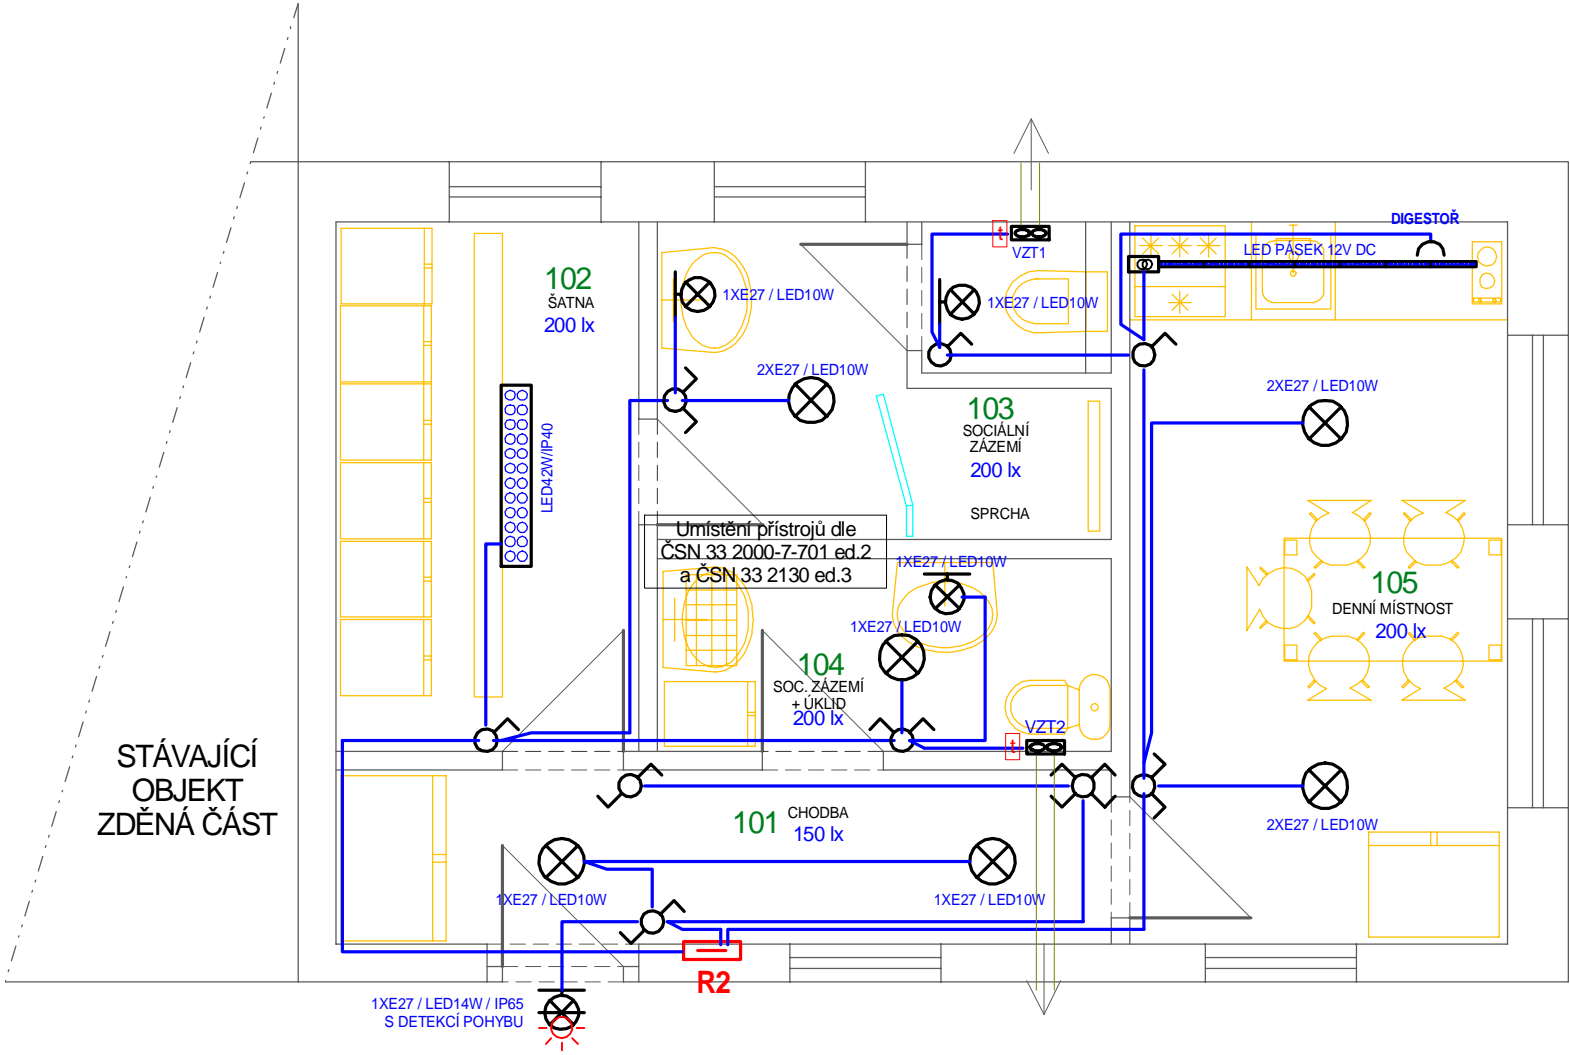 DIGESTOŘ
LED PÁSEK 12V DC
VZT1
102
ŠATNA
200 lx
1XE27 / LED10W
1XE27 / LED10W
2XE27 / LED10W
2XE27 / LED10W
103
SOCIÁLNÍ
ZÁZEMÍ
200 lx
LED42W/IP40
SPRCHA
Umístění přístrojů dle
ČSN 33 2000-7-701 ed.2
a ČSN 33 2130 ed.3
1XE27 / LED10W
105
DENNÍ MÍSTNOST
200 lx
1XE27 / LED10W
104
SOC. ZÁZEMÍ
+ ÚKLID
200 lx
VZT2
t
t
STÁVAJÍCÍ
OBJEKT
ZDĚNÁ ČÁST
101
CHODBA
150 lx
2XE27 / LED10W
1XE27 / LED10W
1XE27 / LED10W
R2
1XE27 / LED14W / IP65
S DETEKCÍ POHYBU